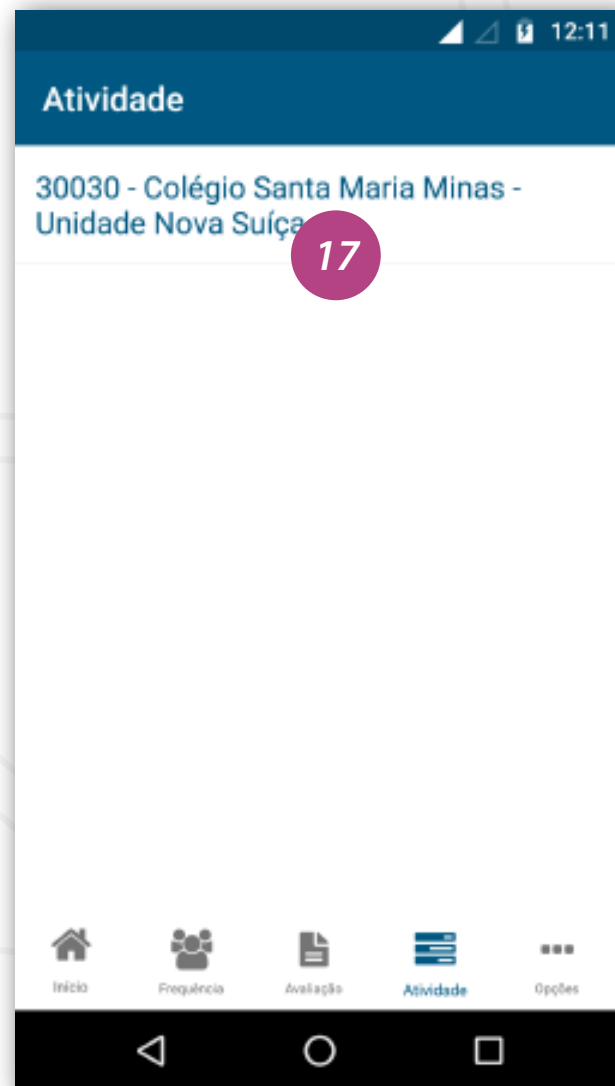 12:11
Atividade
30030 - Colégio Santa Maria Minas -
Unidade Nova Suíça
17
Início
Frequência
Avaliação
Atividade
Opções